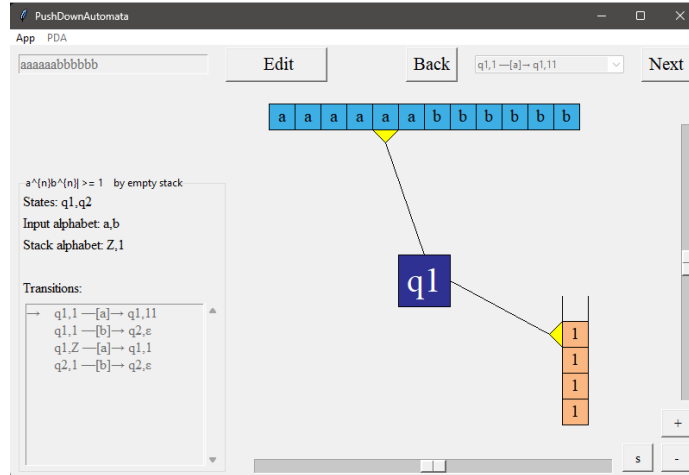 PushDownAutomata
App PDA
aaaaaabbbbbb
Edit
Back
q1,1 —[a]→ q1,11
Next
a a a a a a b b b b b b
a^{n}b^{n}| >= 1 by empty stack
States: q1,q2
Input alphabet: a,b
Stack alphabet: Z,1
Transitions:
→ q1,1 —[a]→ q1,11
q1,1 —[b]→ q2,ε
q1,Z —[a]→ q1,1
q2,1 —[b]→ q2,ε
q1
1
1
1
1
+
s -